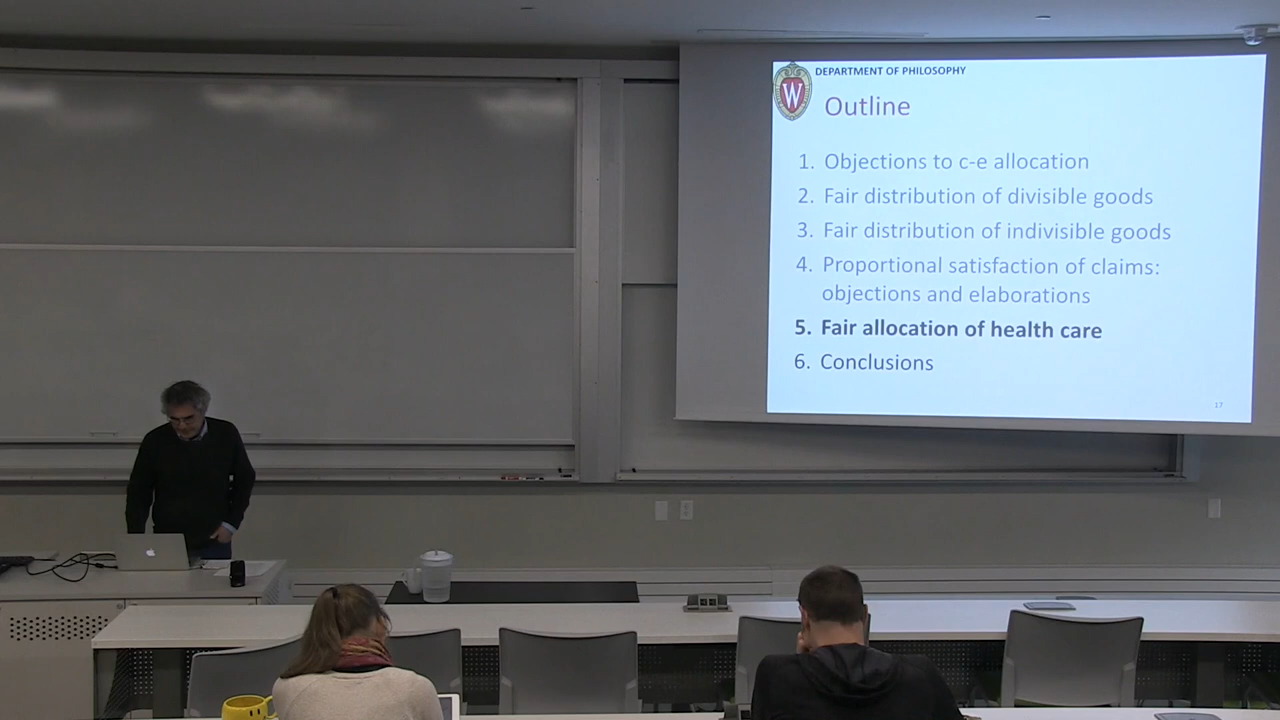 DEPARTMENT OF PHILOSOPHY
W
Outline
1. Objections to c-e allocation
2. Fair distribution of divisible goods
3. Fair distribution of indivisible goods
4. Proportional satisfaction of claims:
objections and elaborations
5. Fair allocation of health care
6. Conclusions
17